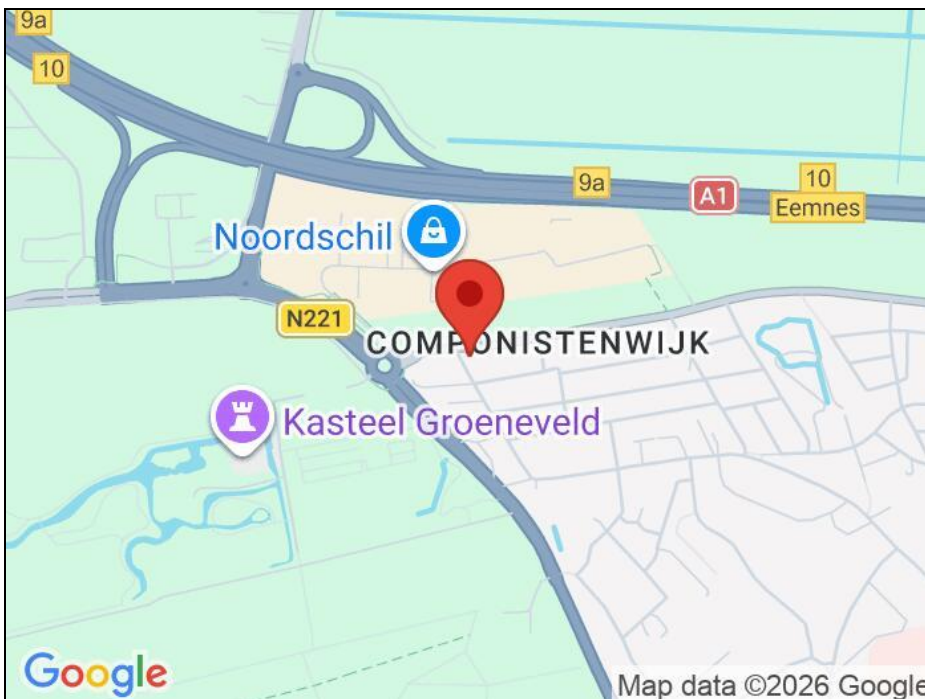 9a
10
9a
A1
10
Eemnes
Noordschil
N221
COMPONISTENWIJK
Kasteel Groeneveld
Google
Map data ©2026 Google